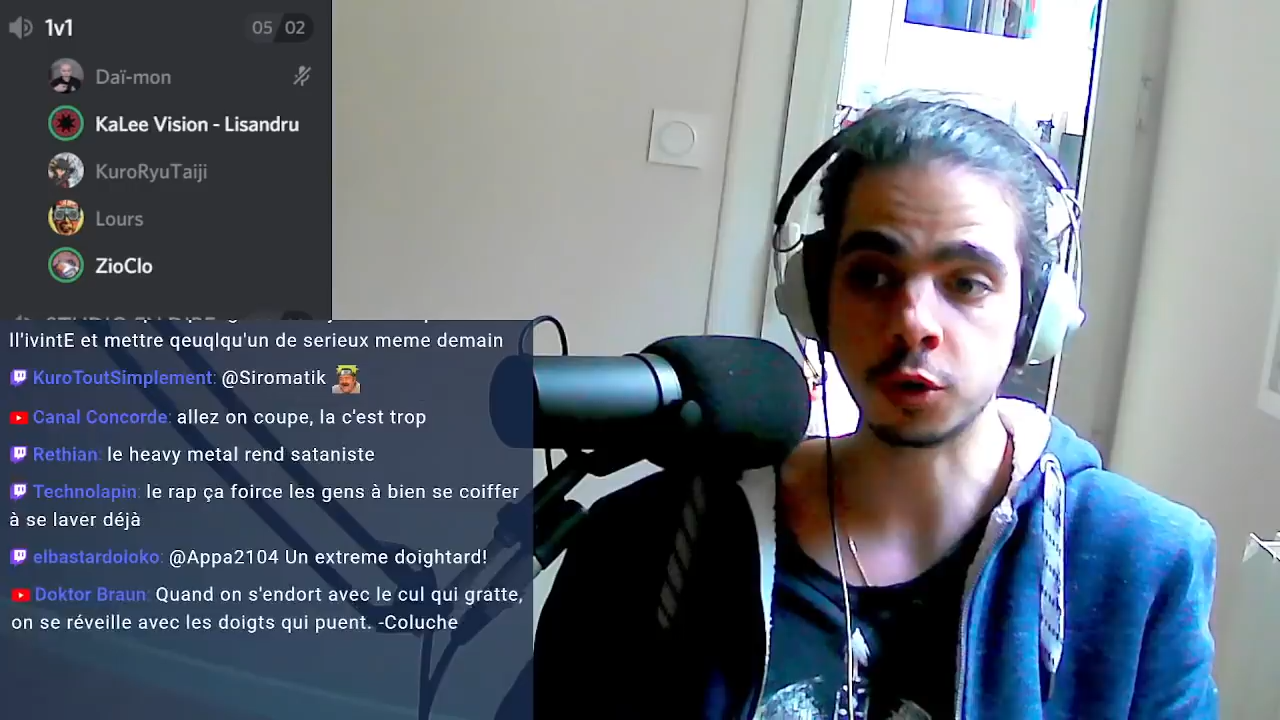 1v1
05 02
Daï-mon
KaLee Vision - Lisandru
KuroRyuTaiji
Lours
ZioClo
ll'ivintE et mettre qeuqlqu'un de serieux meme demain
KuroToutSimplement: @Siromatik
Canal Concorde: allez on coupe, la c'est trop
Rethian: le heavy metal rend sataniste
Technolapin: le rap ça foirce les gens à bien se coiffer
à se laver déjà
elbastardoioko: @Appa2104 Un extreme doightard!
Doktor Braun: Quand on s'endort avec le cul qui gratte,
on se réveille avec les doigts qui puent. -Coluche